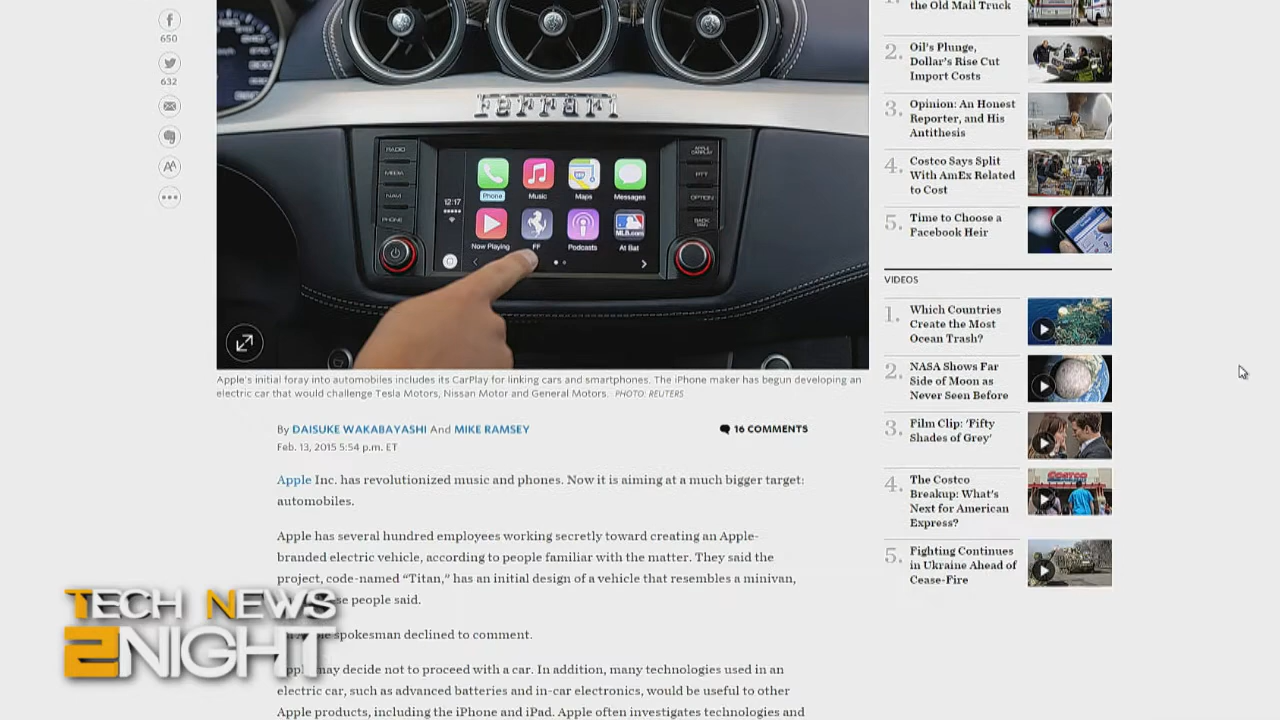 650
632
AA
Ferrari
RADIO
MEDIA
NAVI
PHONE
APPLE
CARPLAY
PTT
OPTION
BACK
12:17
Phone
Music
Maps
Messages
Now Playing
FF
Podcasts
MLB.com
At Bat
Apple's initial foray into automobiles includes its CarPlay for linking cars and smartphones. The iPhone maker has begun developing an
electric car that would challenge Tesla Motors, Nissan Motor and General Motors. PHOTO: REUTERS
By DAISUKE WAKABAYASHI And MIKE RAMSEY
16 COMMENTS
Feb. 13, 2015 5:54 p.m. ET
Apple Inc. has revolutionized music and phones. Now it is aiming at a much bigger target:
automobiles.
Apple has several hundred employees working secretly toward creating an Apple-
branded electric vehicle, according to people familiar with the matter. They said the
project, code-named “Titan,” has an initial design of a vehicle that resembles a minivan,
people said.
spokesman declined to comment.
may decide not to proceed with a car. In addition, many technologies used in an
electric car, such as advanced batteries and in-car electronics, would be useful to other
Apple products, including the iPhone and iPad. Apple often investigates technologies and
the Old Mail Truck
2. Oil's Plunge,
Dollar's Rise Cut
Import Costs
3. Opinion: An Honest
Reporter, and His
Antithesis
4. Costco Says Split
With AmEx Related
to Cost
5. Time to Choose a
Facebook Heir
VIDEOS
1. Which Countries
Create the Most
Ocean Trash?
2. NASA Shows Far
Side of Moon as
Never Seen Before
3. Film Clip: 'Fifty
Shades of Grey'
4. The Costco
Breakup: What's
Next for American
Express?
5. Fighting Continues
in Ukraine Ahead of
Cease-Fire
TECH NEWS
2NIGHT